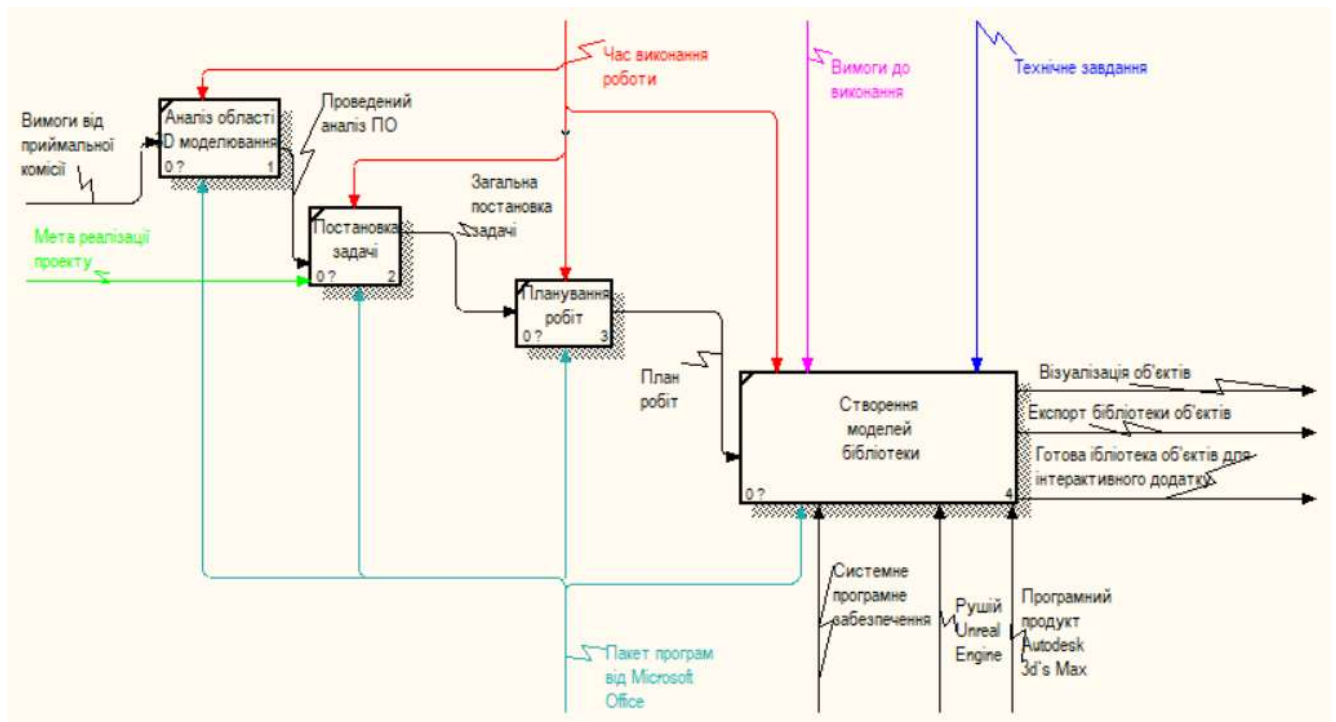 Час виконання
роботи
Вимоги до
виконання
Технічне завдання
Вимоги від
приймальної
комісії
Аналіз області
D моделювання
0 ?
1
Проведений
аналіз ПО
Мета реалізації
проекту
Постановка
задачі
0 ?
2
Загальна
постановка
задачі
Планування
робіт
0 ?
3
План
робіт
Створення
моделей
бібліотеки
0 ?
4
Візуалізація об'єктів
Експорт бібліотеки об'єктів
Готова ібліотека об'єктів для
інтерактивного додатку
Системне
програмне
забезпечення
Рушій
Unreal
Engine
Програмний
продукт
Autodesk
3d's Max
Пакет програм
від Microsoft
Office